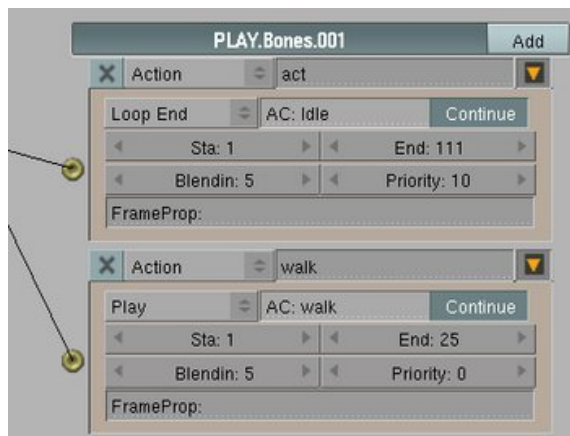 PLAY.Bones.001 Add
Action act
Loop End AC: Idle Continue
Sta: 1 End: 111
Blendin: 5 Priority: 10
FrameProp:
Action walk
Play AC: walk Continue
Sta: 1 End: 25
Blendin: 5 Priority: 0
FrameProp: